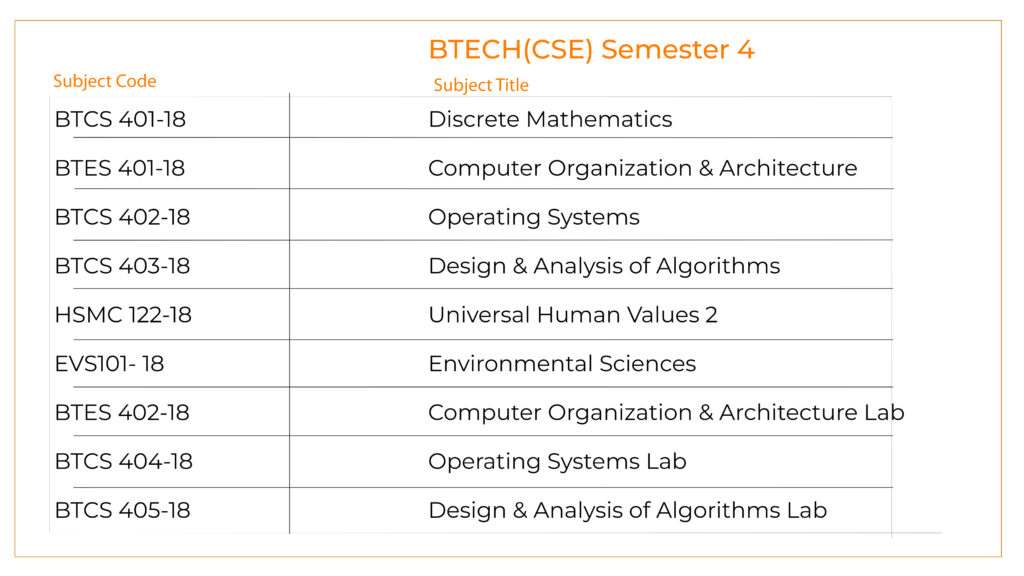 BTECH(CSE) Semester 4
Subject Code Subject Title
BTCS 401-18 Discrete Mathematics
BTES 401-18 Computer Organization & Architecture
BTCS 402-18 Operating Systems
BTCS 403-18 Design & Analysis of Algorithms
HSMC 122-18 Universal Human Values 2
EVS101- 18 Environmental Sciences
BTES 402-18 Computer Organization & Architecture Lab
BTCS 404-18 Operating Systems Lab
BTCS 405-18 Design & Analysis of Algorithms Lab